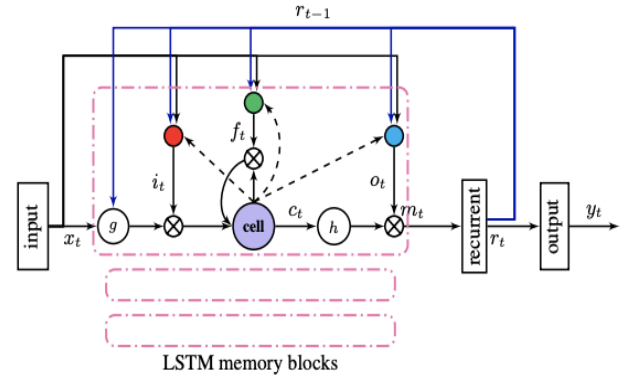 r_{t−1}
f_t
i_t
o_t
input
x_t
g
cell
c_t
h
m_t
recurrent
r_t
output
y_t
LSTM memory blocks